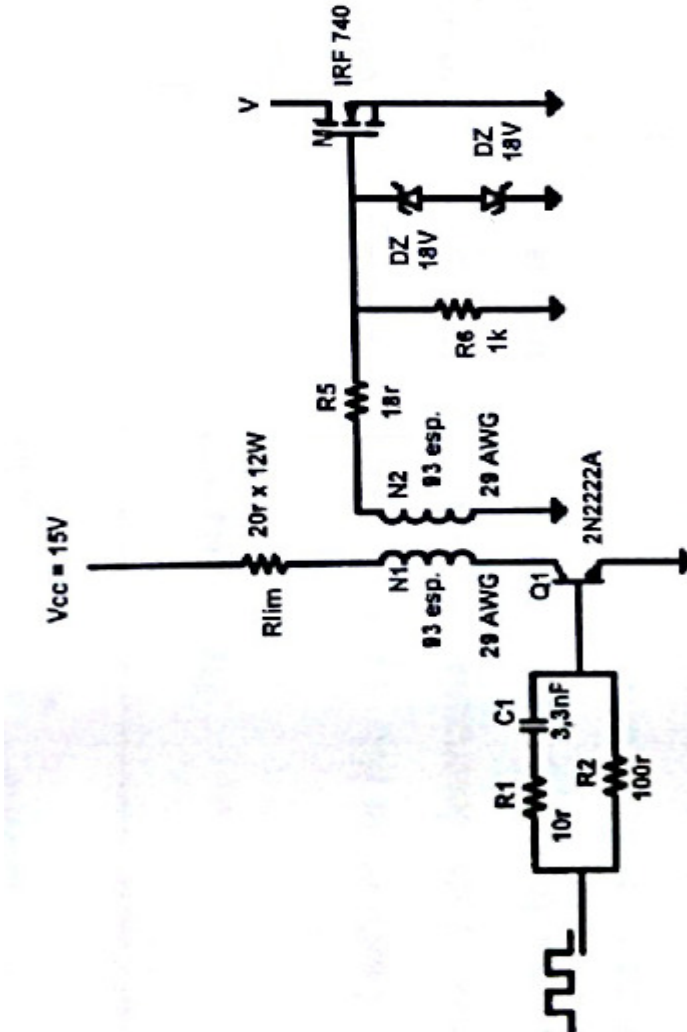 Vcc = 15V
Rlim
20r x 12W
N1
93 esp.
29 AWG
N2
93 esp.
29 AWG
R5
18r
R6
1k
DZ
18V
DZ
18V
V
IRF 740
R1
10r
C1
3,3nF
R2
100r
Q1
2N2222A